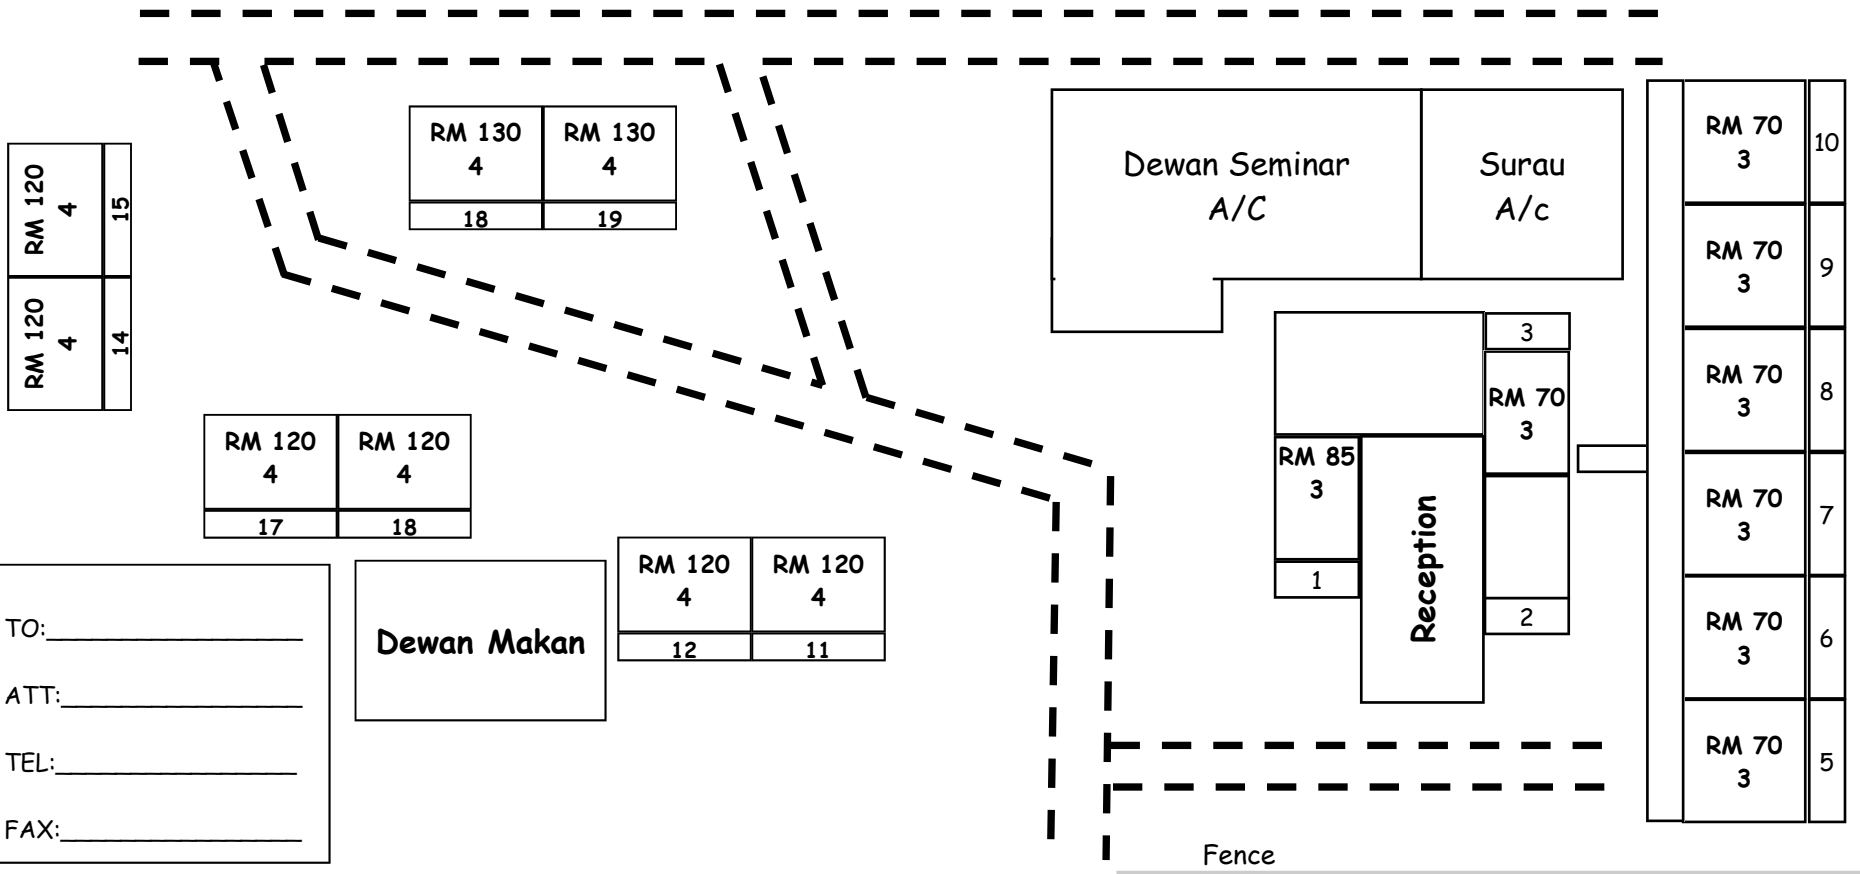 RM 130
4
18
RM 130
4
19
RM 120
4
15
RM 120
4
14
RM 120
4
17
RM 120
4
18
Dewan Makan
RM 120
4
12
RM 120
4
11
TO:___________________
ATT:__________________
TEL:__________________
FAX:__________________
Dewan Seminar
A/C
Surau
A/c
3
RM 70
3
RM 85
3
1
Reception
2
RM 70
3
10
RM 70
3
9
RM 70
3
8
RM 70
3
7
RM 70
3
6
RM 70
3
5
Fence